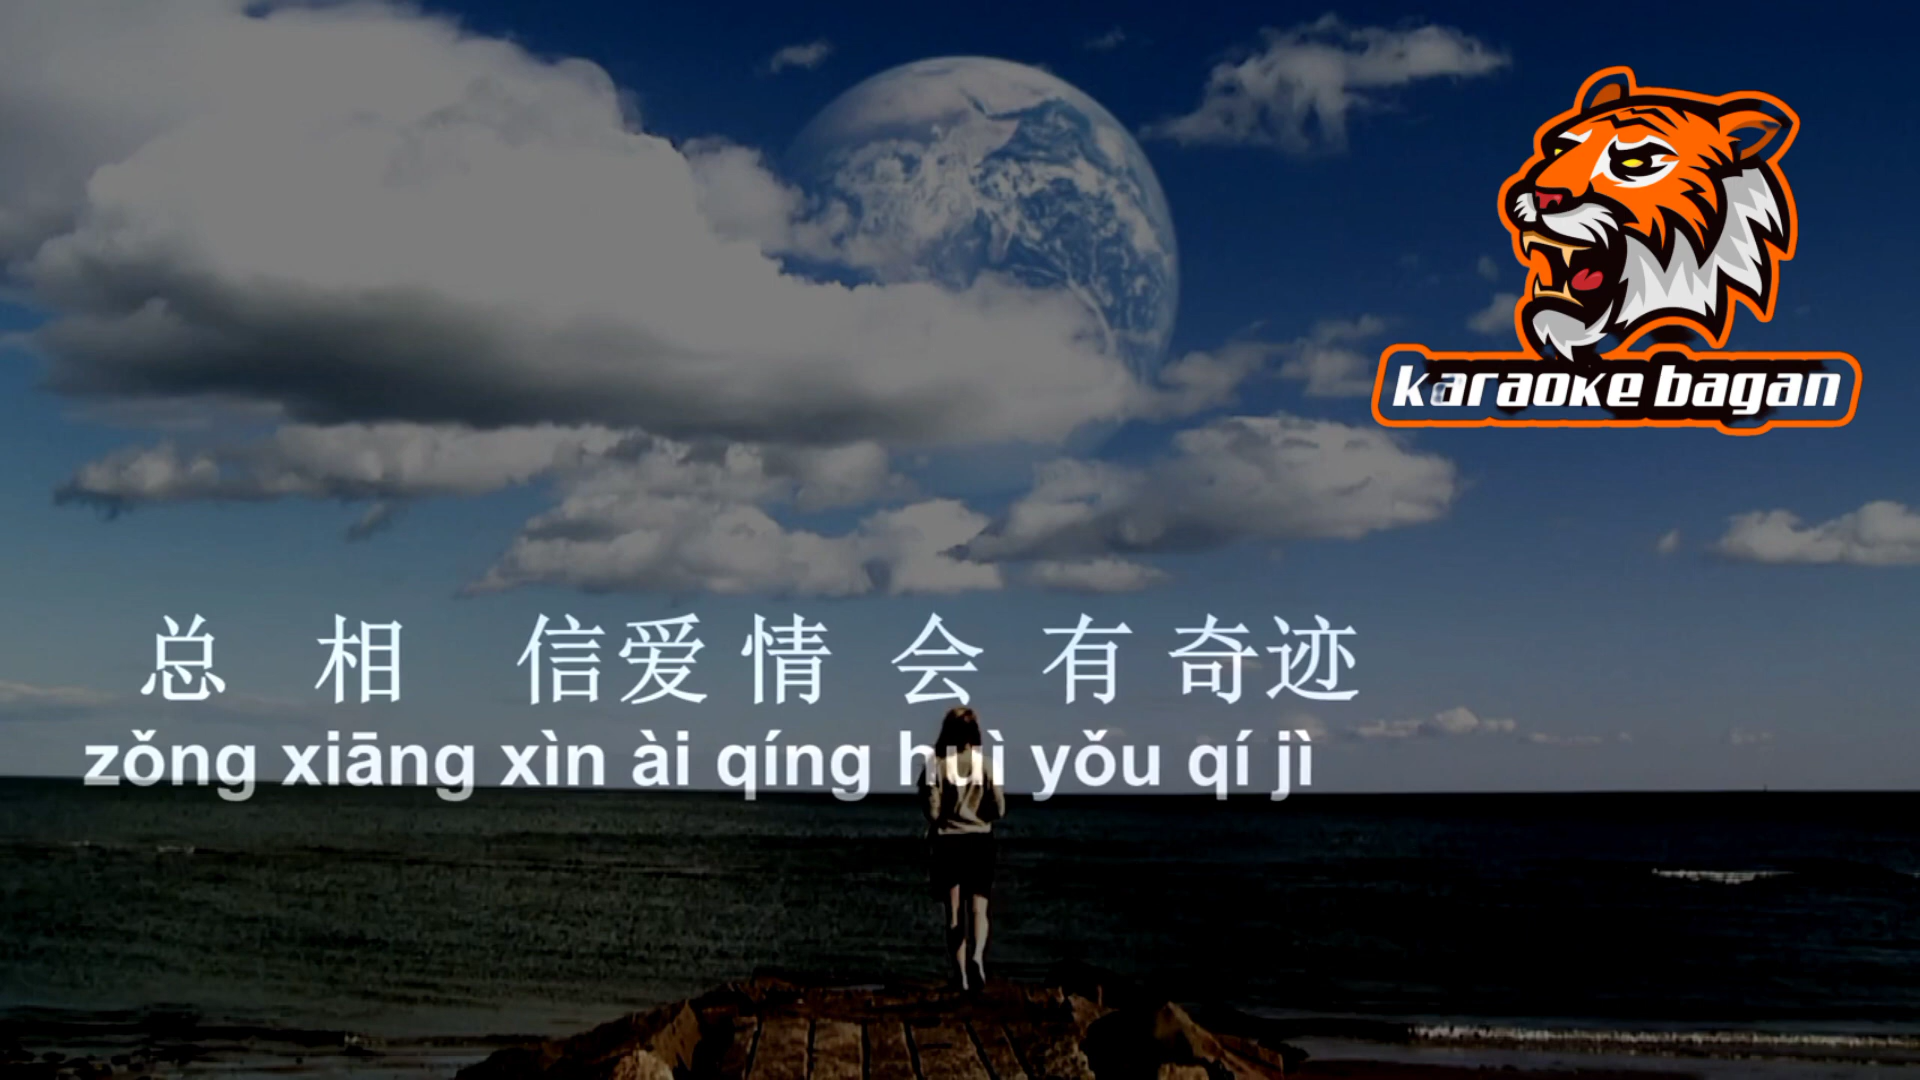 karaoke bagan
总 相 信爱 情 会 有 奇迹
zǒng xiāng xìn ài qíng huì yǒu qí jì